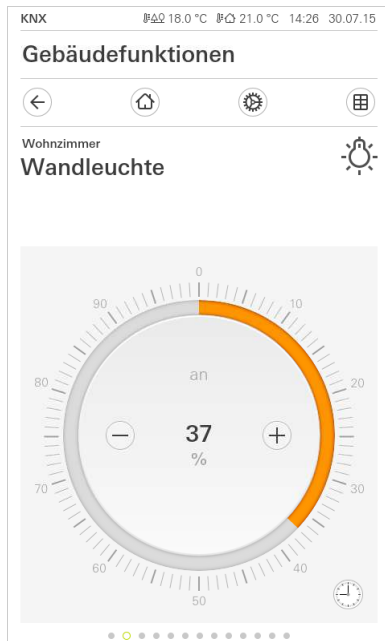 KNX 18.0 °C 21.0 °C 14:26 30.07.15
Gebäudefunktionen
Wohnzimmer
Wandleuchte
0
90 10
an
80 20
37
%
70 30
60 40
50